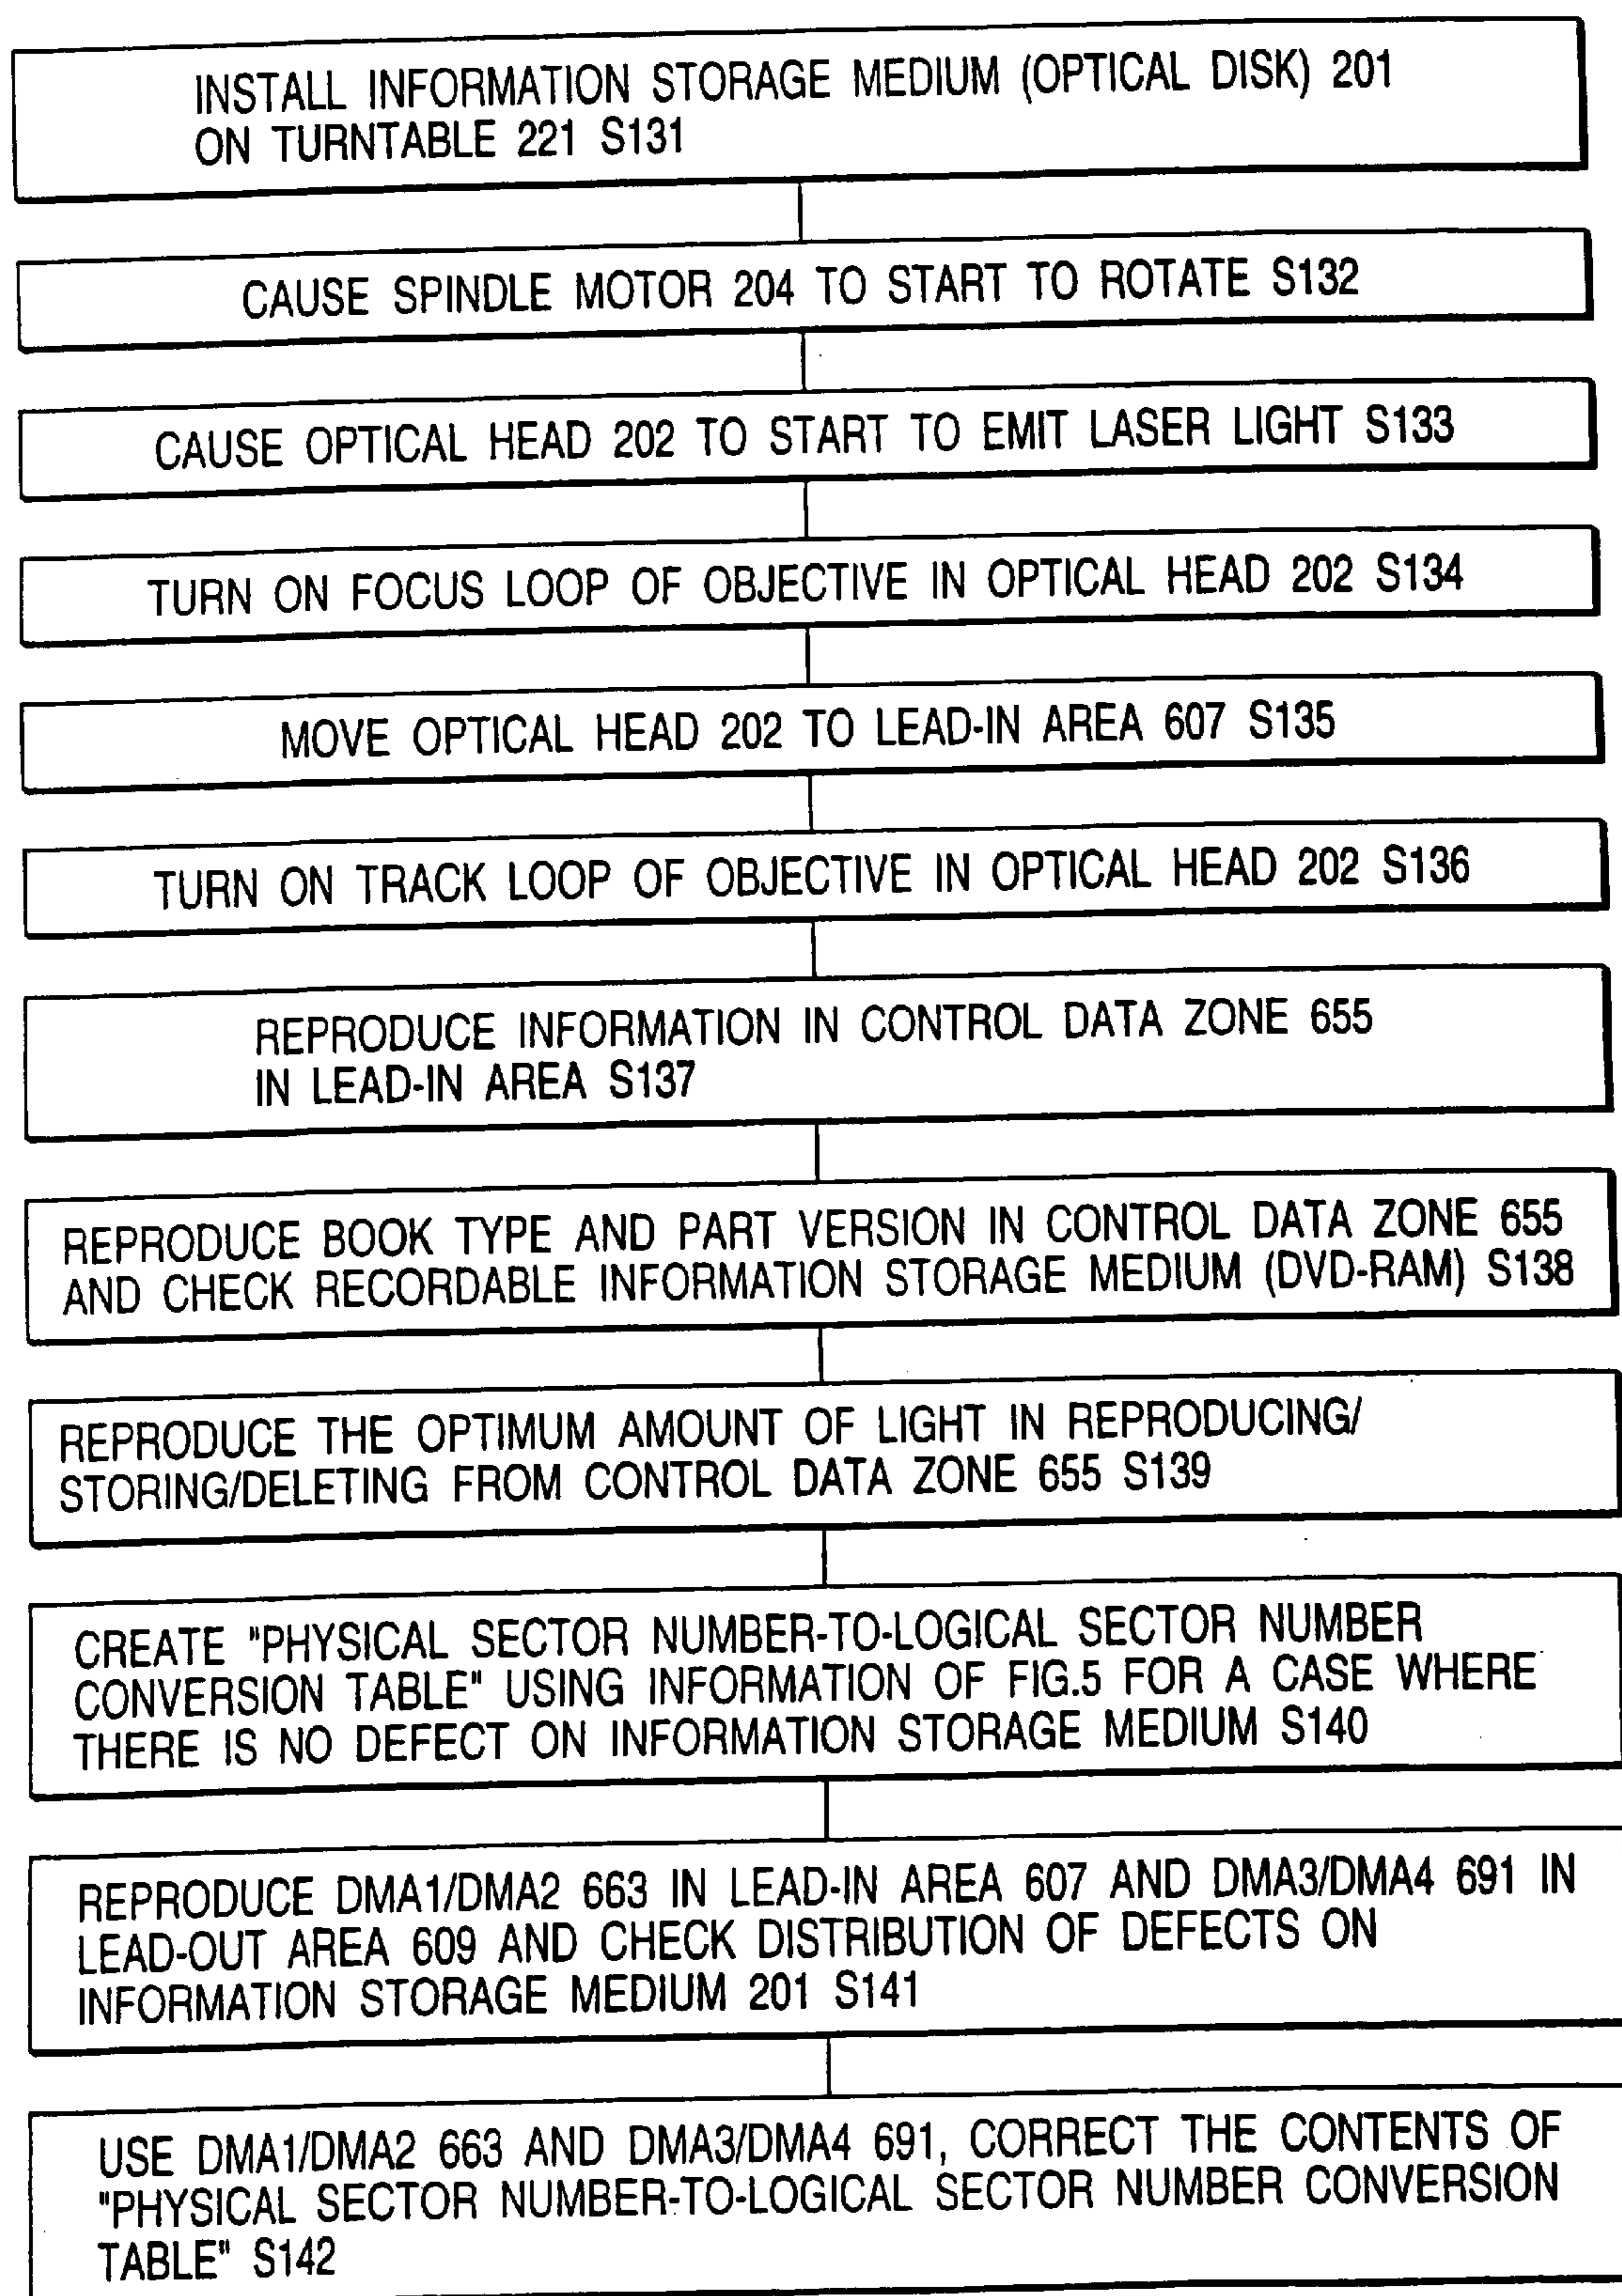 INSTALL INFORMATION STORAGE MEDIUM (OPTICAL DISK) 201
ON TURNTABLE 221 S131
CAUSE SPINDLE MOTOR 204 TO START TO ROTATE S132
CAUSE OPTICAL HEAD 202 TO START TO EMIT LASER LIGHT S133
TURN ON FOCUS LOOP OF OBJECTIVE IN OPTICAL HEAD 202 S134
MOVE OPTICAL HEAD 202 TO LEAD-IN AREA 607 S135
TURN ON TRACK LOOP OF OBJECTIVE IN OPTICAL HEAD 202 S136
REPRODUCE INFORMATION IN CONTROL DATA ZONE 655
IN LEAD-IN AREA S137
REPRODUCE BOOK TYPE AND PART VERSION IN CONTROL DATA ZONE 655
AND CHECK RECORDABLE INFORMATION STORAGE MEDIUM (DVD-RAM) S138
REPRODUCE THE OPTIMUM AMOUNT OF LIGHT IN REPRODUCING/
STORING/DELETING FROM CONTROL DATA ZONE 655 S139
CREATE "PHYSICAL SECTOR NUMBER-TO-LOGICAL SECTOR NUMBER
CONVERSION TABLE" USING INFORMATION OF FIG.5 FOR A CASE WHERE
THERE IS NO DEFECT ON INFORMATION STORAGE MEDIUM S140
REPRODUCE DMA1/DMA2 663 IN LEAD-IN AREA 607 AND DMA3/DMA4 691 IN
LEAD-OUT AREA 609 AND CHECK DISTRIBUTION OF DEFECTS ON
INFORMATION STORAGE MEDIUM 201 S141
USE DMA1/DMA2 663 AND DMA3/DMA4 691, CORRECT THE CONTENTS OF
"PHYSICAL SECTOR NUMBER-TO-LOGICAL SECTOR NUMBER CONVERSION
TABLE" S142